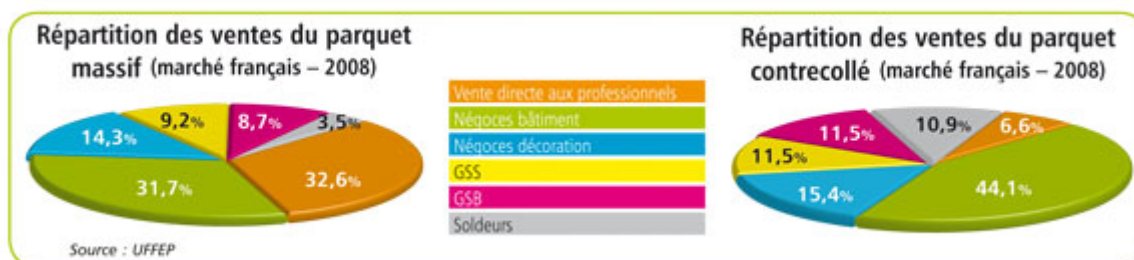 Répartition des ventes du parquet
massif (marché français – 2008)
9,2%
8,7%
3,5%
14,3%
31,7%
32,6%
Source : UFFEP
Vente directe aux professionnels
Négoces bâtiment
Négoces décoration
GSS
GSB
Soldeurs
Répartition des ventes du parquet
contrecollé (marché français – 2008)
11,5%
10,9%
6,6%
11,5%
15,4%
44,1%